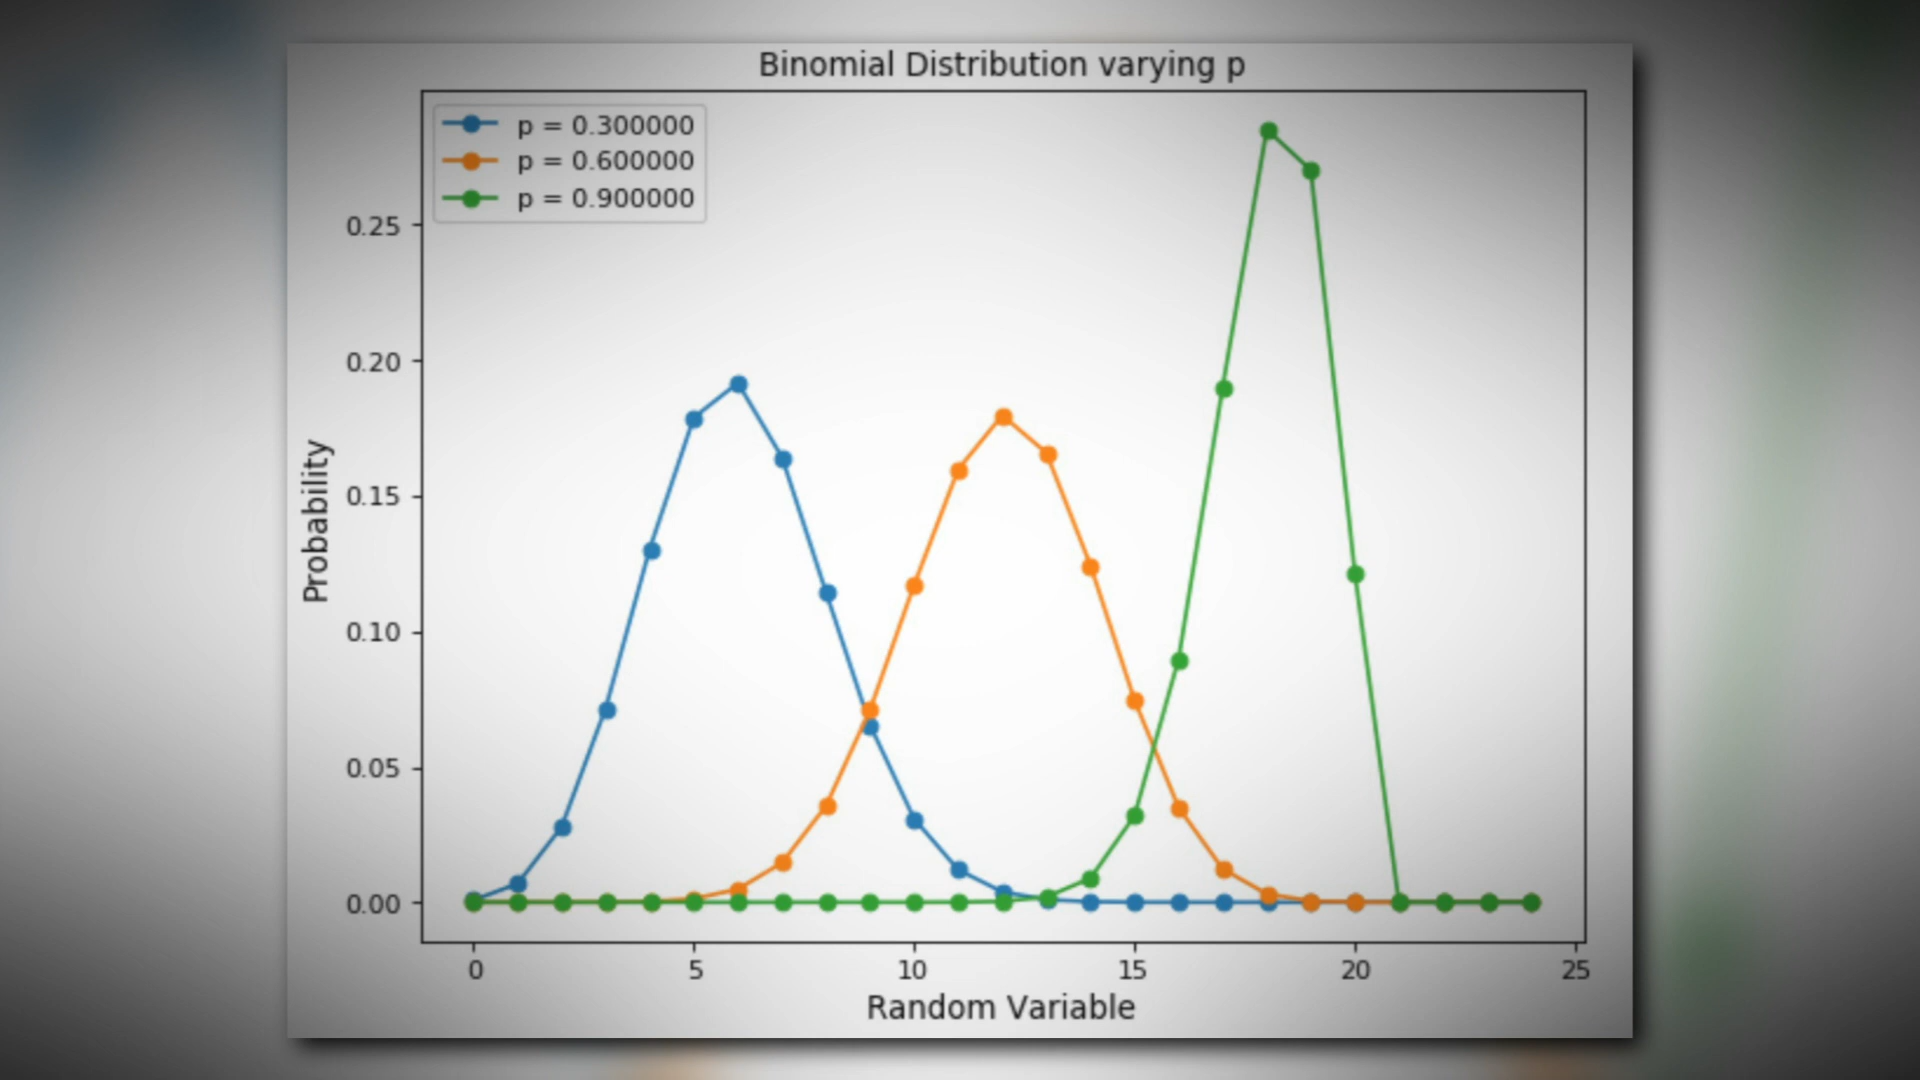 Binomial Distribution varying p
p = 0.300000
p = 0.600000
p = 0.900000
0.25
0.20
0.15
0.10
0.05
0.00
Probability
0 5 10 15 20 25
Random Variable